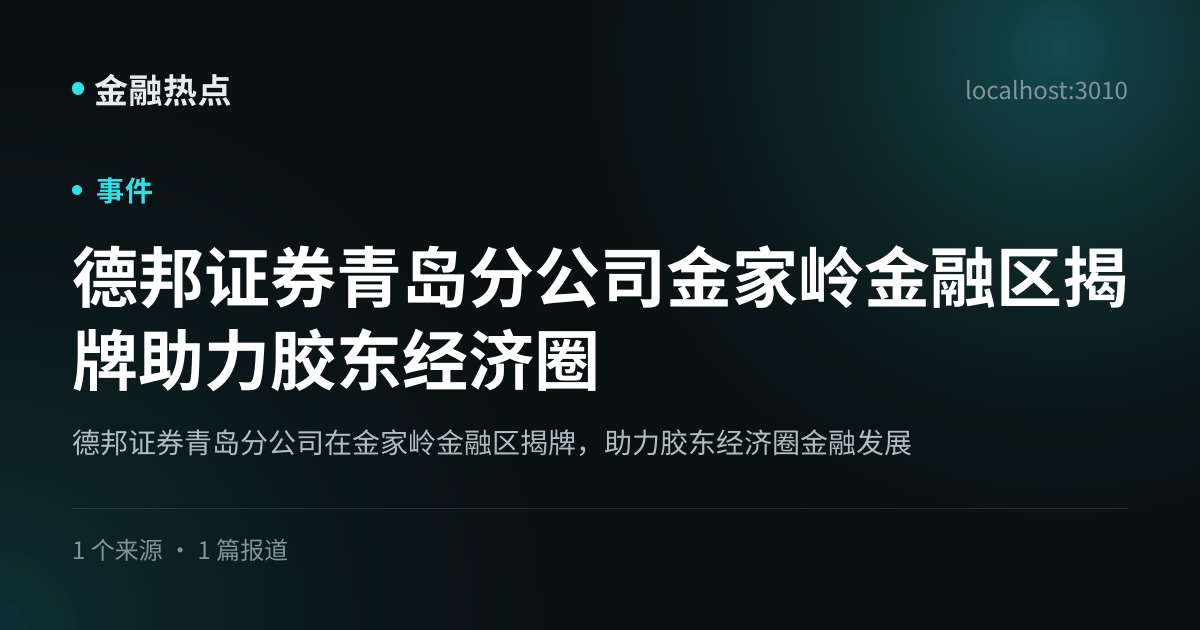 金融热点
localhost:3010
事件
德邦证券青岛分公司金家岭金融区揭
牌助力胶东经济圈
德邦证券青岛分公司在金家岭金融区揭牌，助力胶东经济圈金融发展
1 个来源 · 1 篇报道